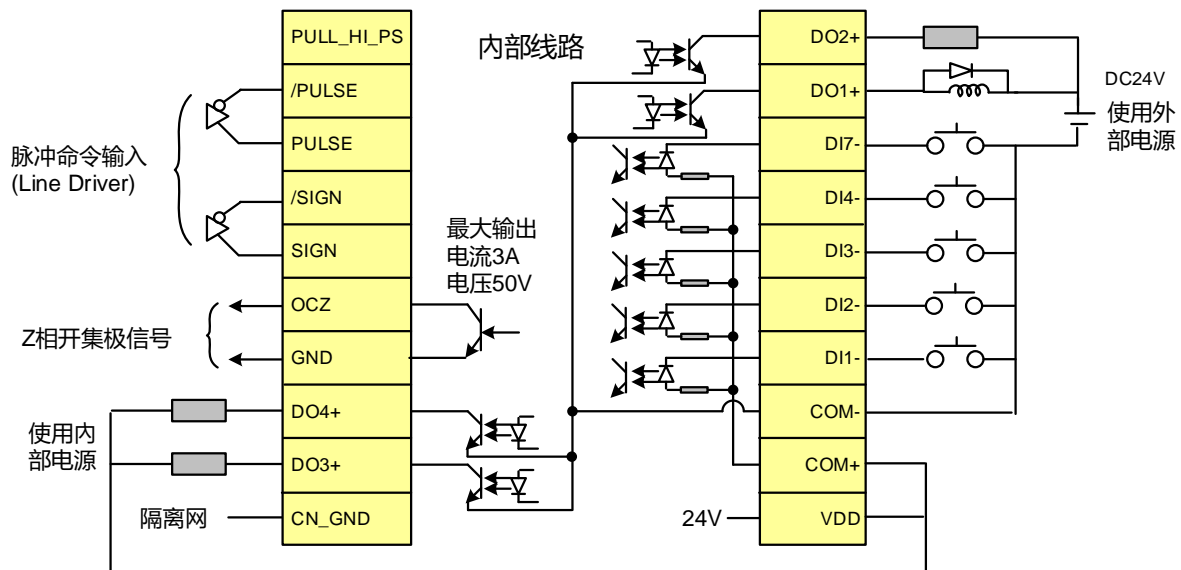 PULL_HI_PS
/PULSE
PULSE
/SIGN
SIGN
OCZ
GND
DO4+
DO3+
CN_GND
脉冲命令输入
(Line Driver)
Z相开集极信号
使用内
部电源
隔离网
最大输出
电流3A
电压50V
内部线路
24V
DO2+
DO1+
DI7-
DI4-
DI3-
DI2-
DI1-
COM-
COM+
VDD
DC24V
使用外
部电源